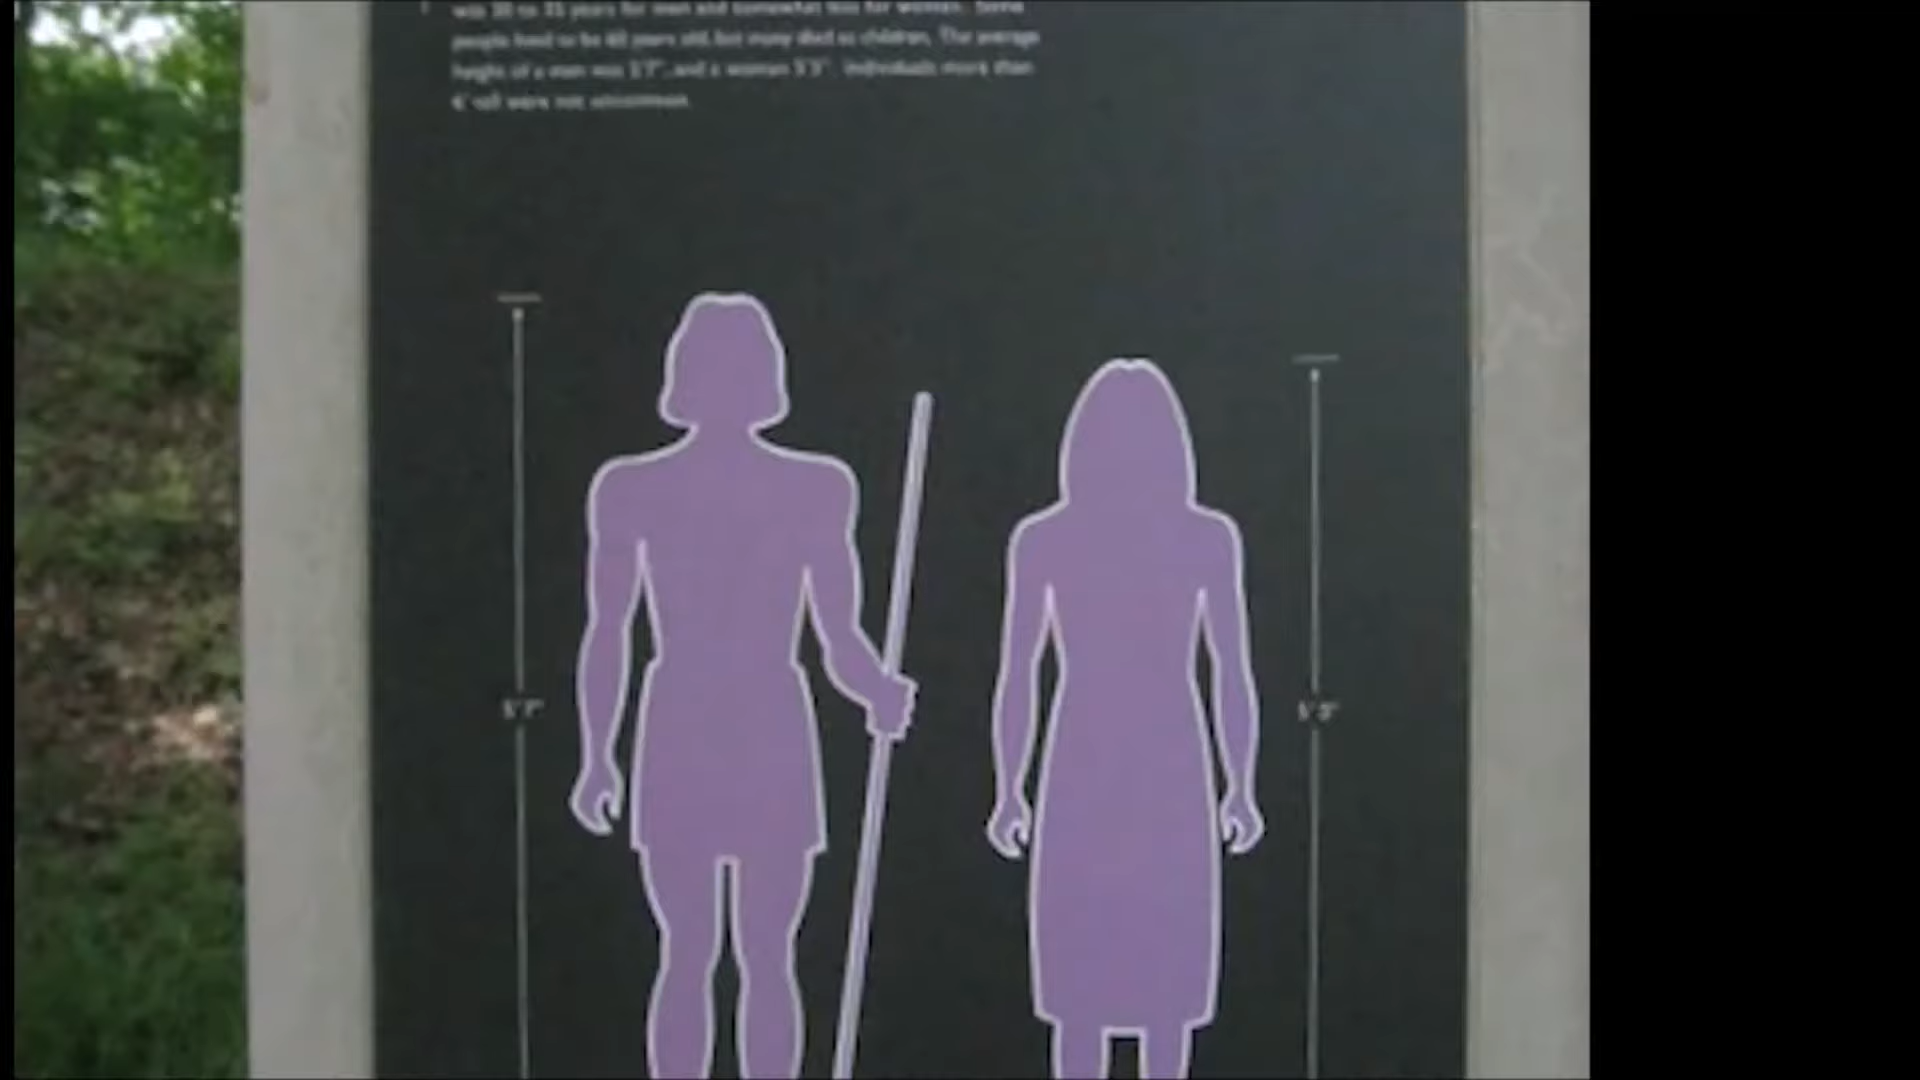 was 30 to 35 years for men and somewhat less for women. Some
people lived to be 60 years old, but many died as children. The average
height of a man was 5'7", and a woman 5'3". Individuals more than
6' tall were not uncommon.
5' 7"
5' 3"